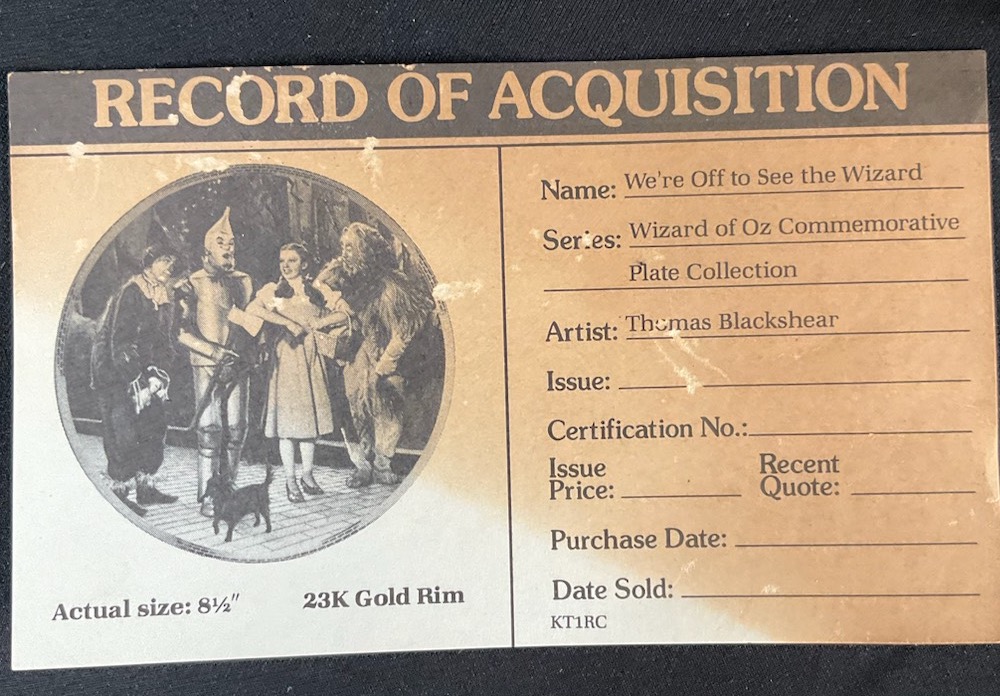 RECORD OF ACQUISITION
Actual size: 8½" 23K Gold Rim
Name: We're Off to See the Wizard
Series: Wizard of Oz Commemorative
Plate Collection
Artist: Thomas Blackshear
Issue:
Certification No.:
Issue Price: Recent Quote:
Purchase Date:
Date Sold:
KT1RC